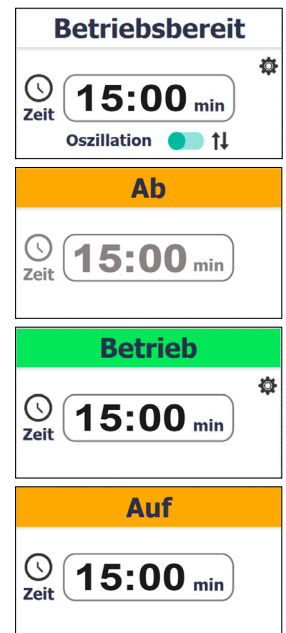 Betriebsbereit
15:00 min
Zeit
Oszillation
Ab
15:00 min
Zeit
Betrieb
15:00 min
Zeit
Auf
15:00 min
Zeit